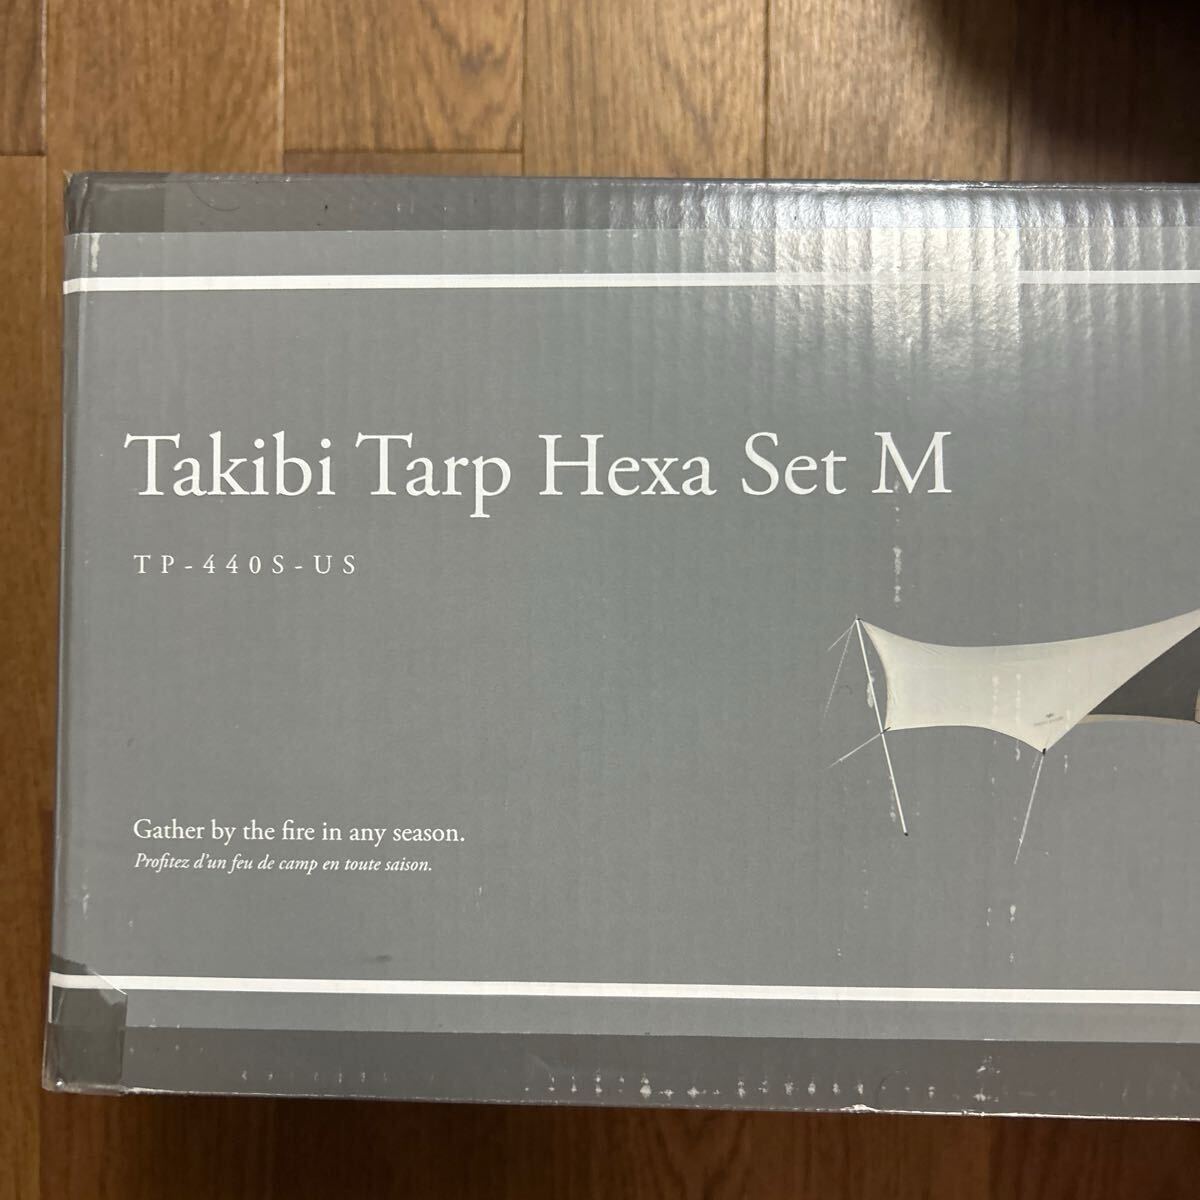 Takibi Tarp Hexa Set M
TP-440S-US
Gather by the fire in any season.
Profitez d'un feu de camp en toute saison.